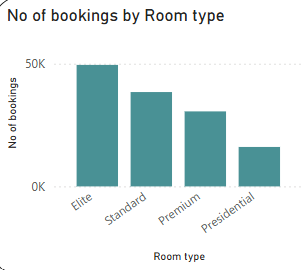 No of bookings by Room type
50K
0K
No of bookings
Elite
Standard
Premium
Presidential
Room type